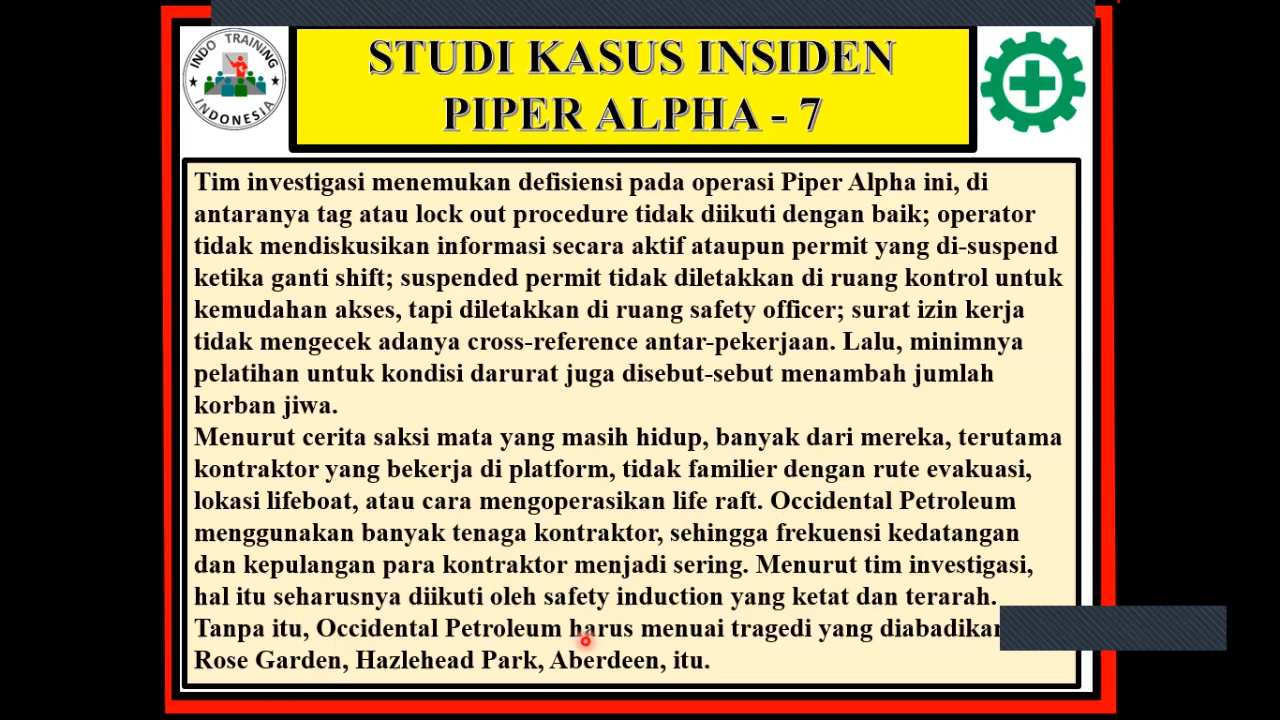 INDO TRAINING
INDONESIA
STUDI KASUS INSIDEN
PIPER ALPHA - 7
Tim investigasi menemukan defisiensi pada operasi Piper Alpha ini, di
antaranya tag atau lock out procedure tidak diikuti dengan baik; operator
tidak mendiskusikan informasi secara aktif ataupun permit yang di-suspend
ketika ganti shift; suspended permit tidak diletakkan di ruang kontrol untuk
kemudahan akses, tapi diletakkan di ruang safety officer; surat izin kerja
tidak mengecek adanya cross-reference antar-pekerjaan. Lalu, minimnya
pelatihan untuk kondisi darurat juga disebut-sebut menambah jumlah
korban jiwa.
Menurut cerita saksi mata yang masih hidup, banyak dari mereka, terutama
kontraktor yang bekerja di platform, tidak familier dengan rute evakuasi,
lokasi lifeboat, atau cara mengoperasikan life raft. Occidental Petroleum
menggunakan banyak tenaga kontraktor, sehingga frekuensi kedatangan
dan kepulangan para kontraktor menjadi sering. Menurut tim investigasi,
hal itu seharusnya diikuti oleh safety induction yang ketat dan terarah.
Tanpa itu, Occidental Petroleum harus menuai tragedi yang
Rose Garden, Hazlehead Park, Aberdeen, itu.